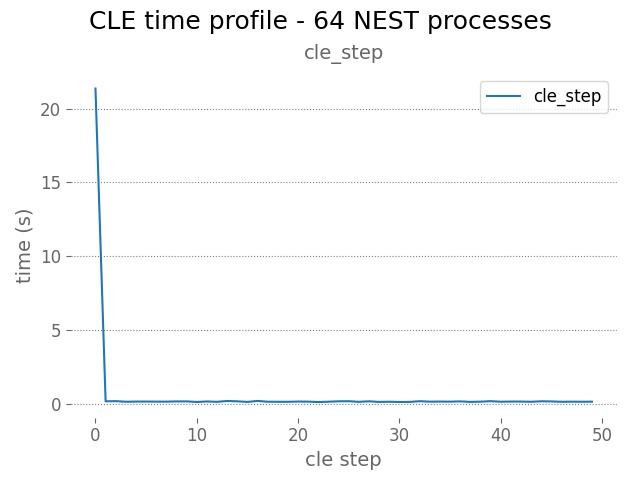 CLE time profile - 64 NEST processes
cle_step
cle_step
20
15
10
5
0
time (s)
0 10 20 30 40 50
cle step